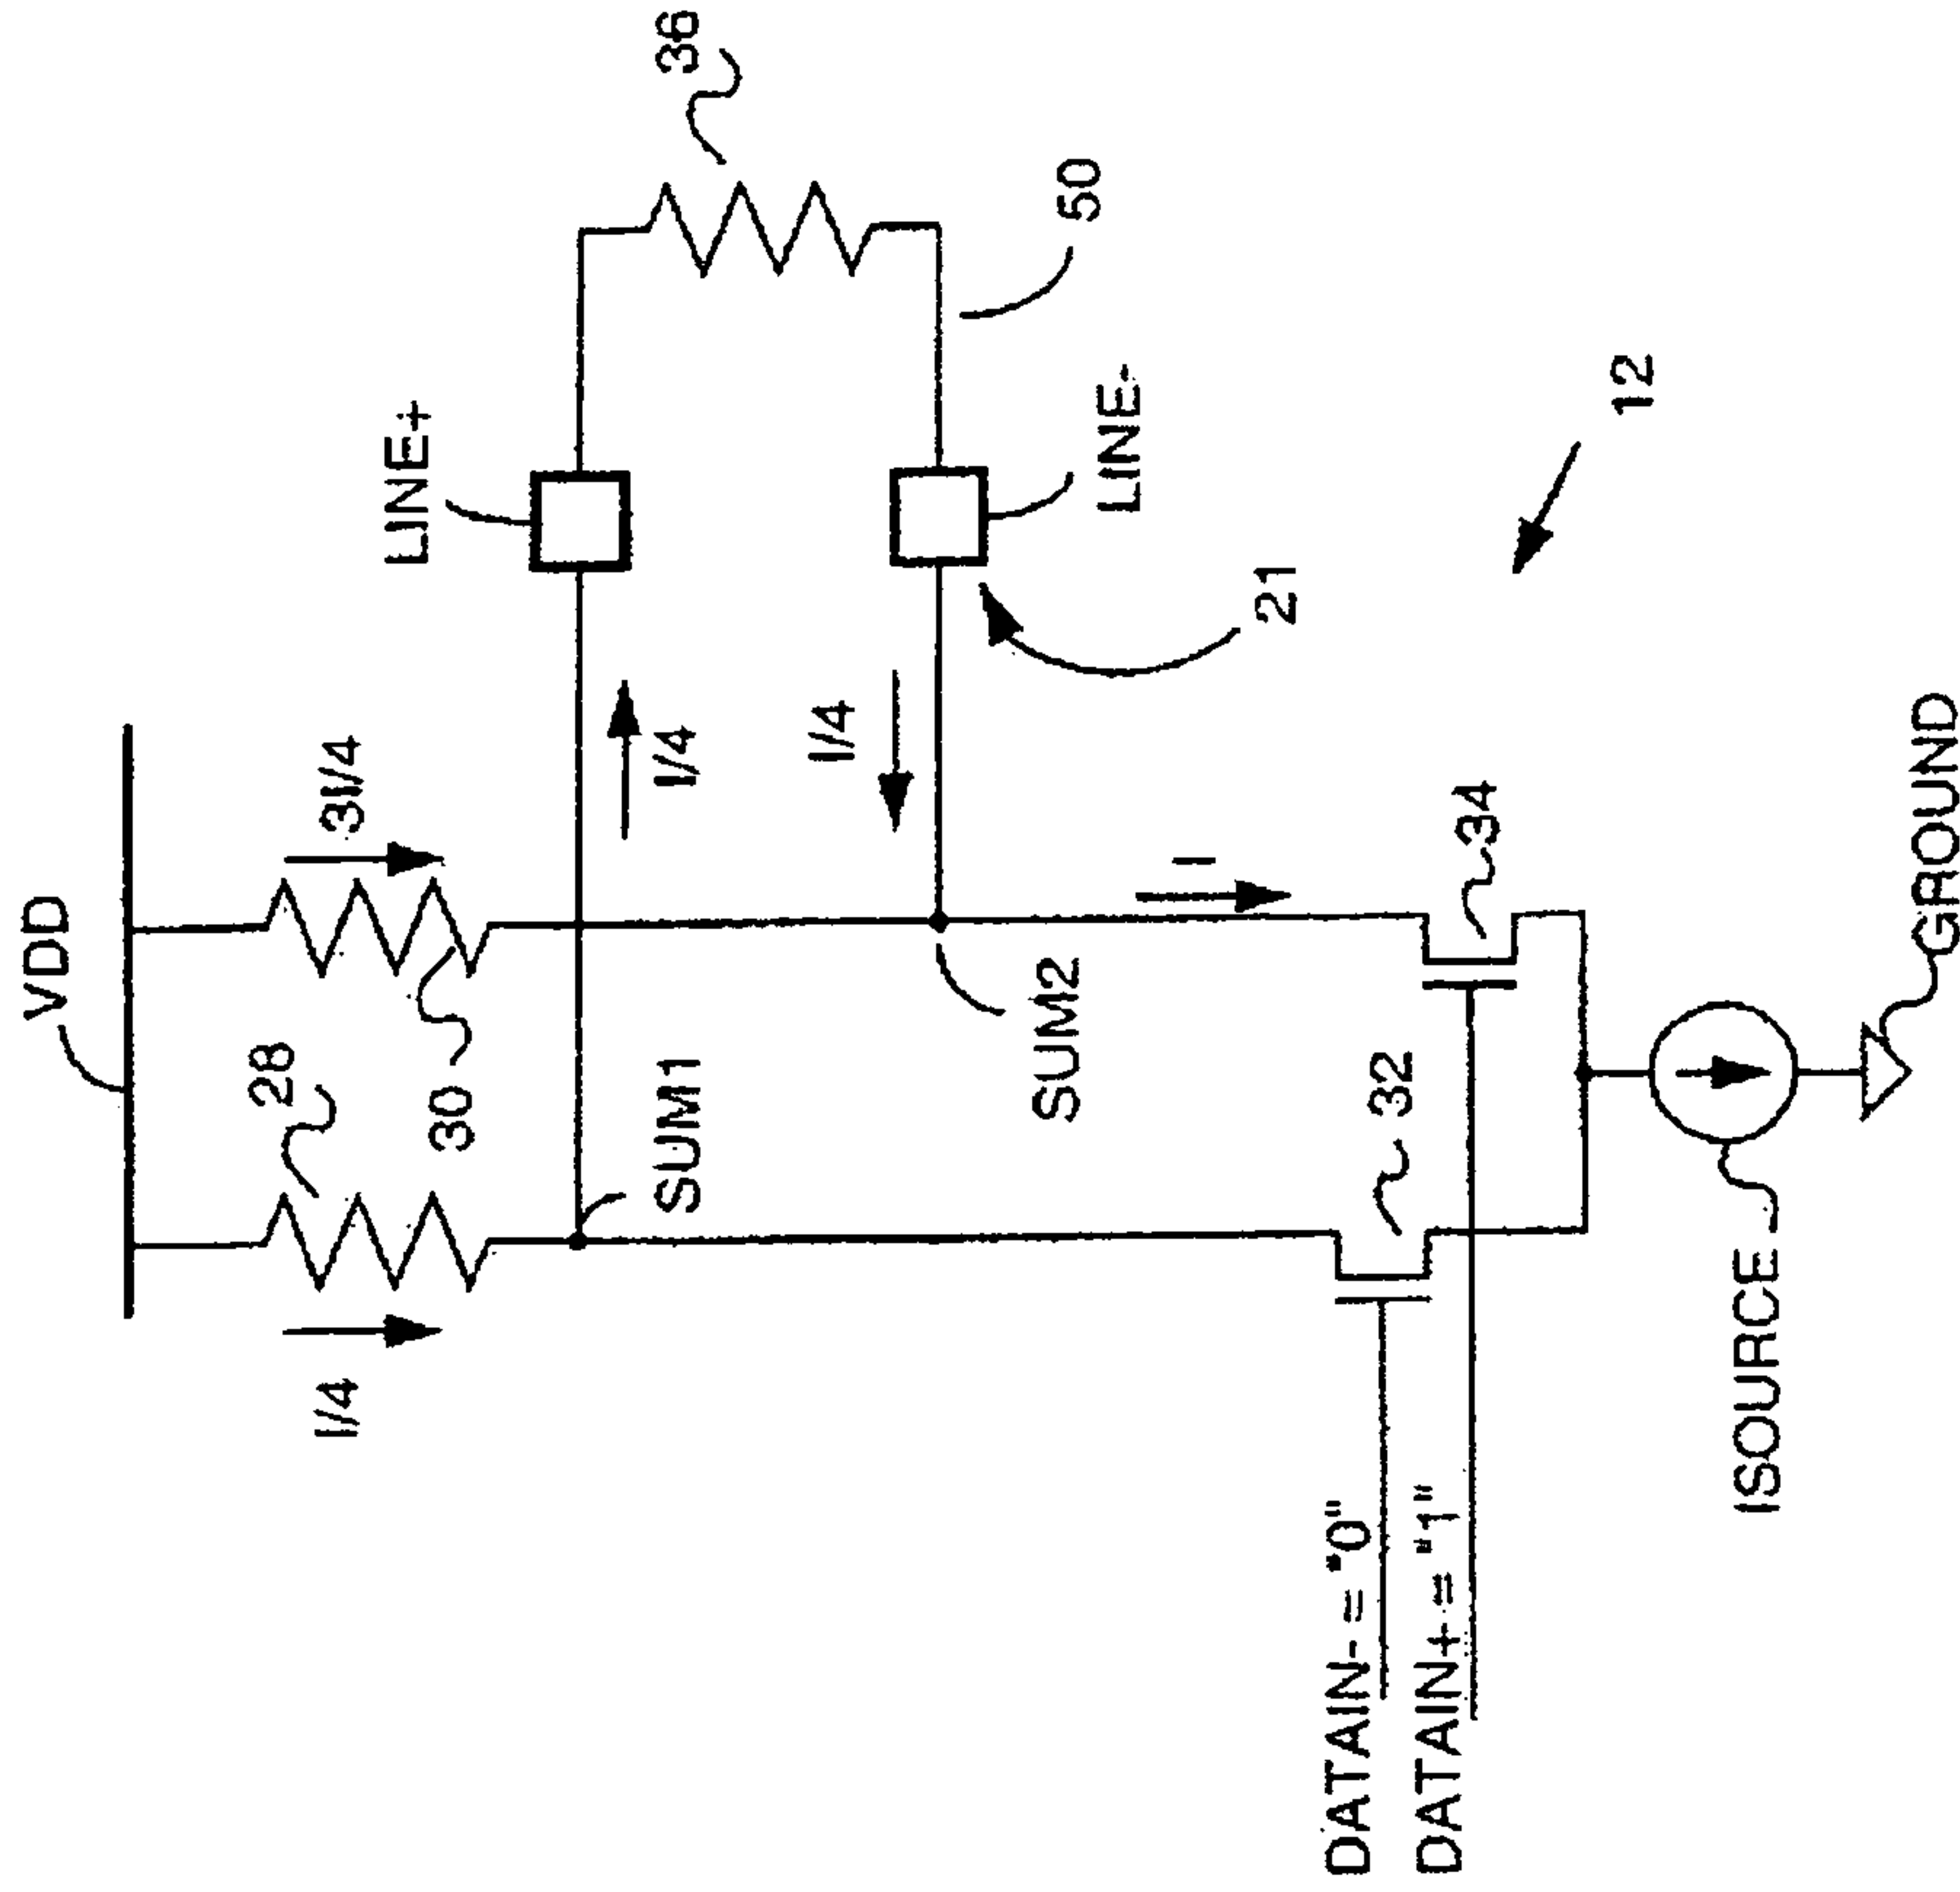 VDD
28
I/4
30
3I/4
SUM1
LINE+
I/4
36
I/4
SUM2
50
LINE-
I
21
DATAIN- = "0"
32
DATAIN+ = "1"
34
12
ISOURCE
GROUND